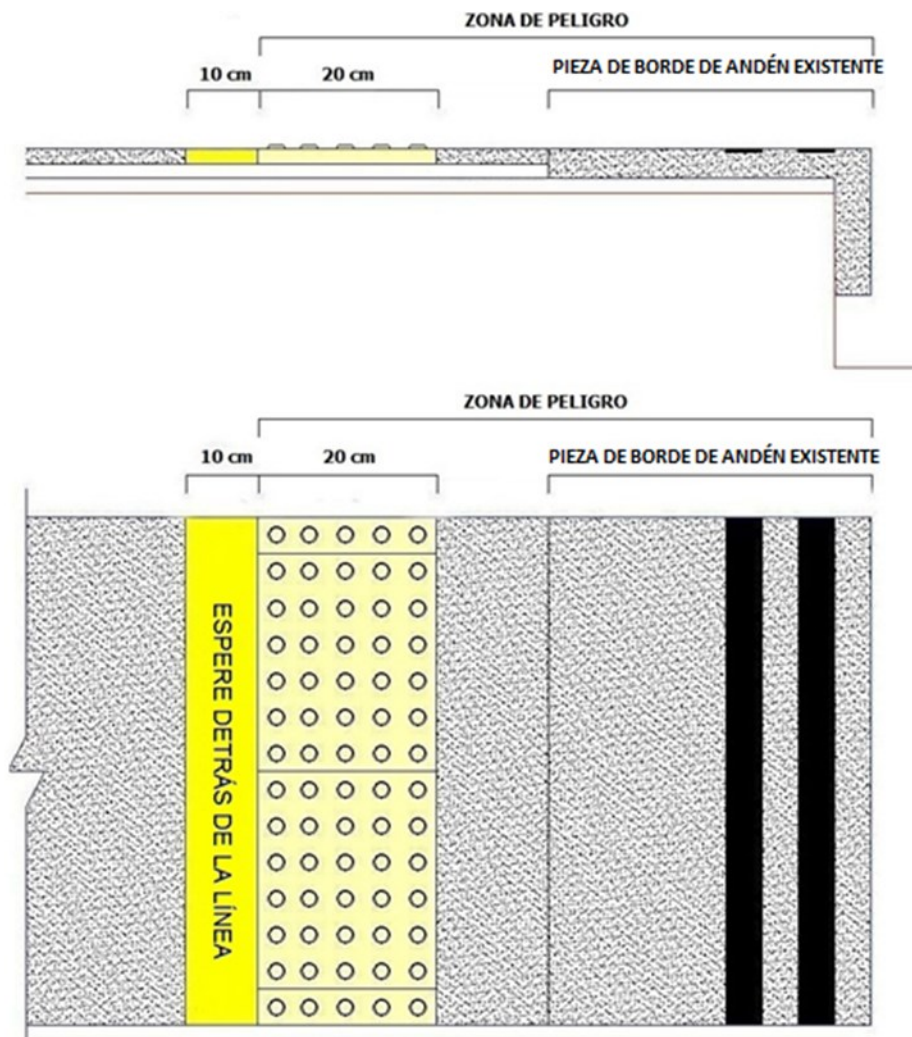 ZONA DE PELIGRO
10 cm
20 cm
PIEZA DE BORDE DE ANDÉN EXISTENTE
ZONA DE PELIGRO
10 cm
20 cm
PIEZA DE BORDE DE ANDÉN EXISTENTE
ESPERE DETRÁS DE LA LÍNEA